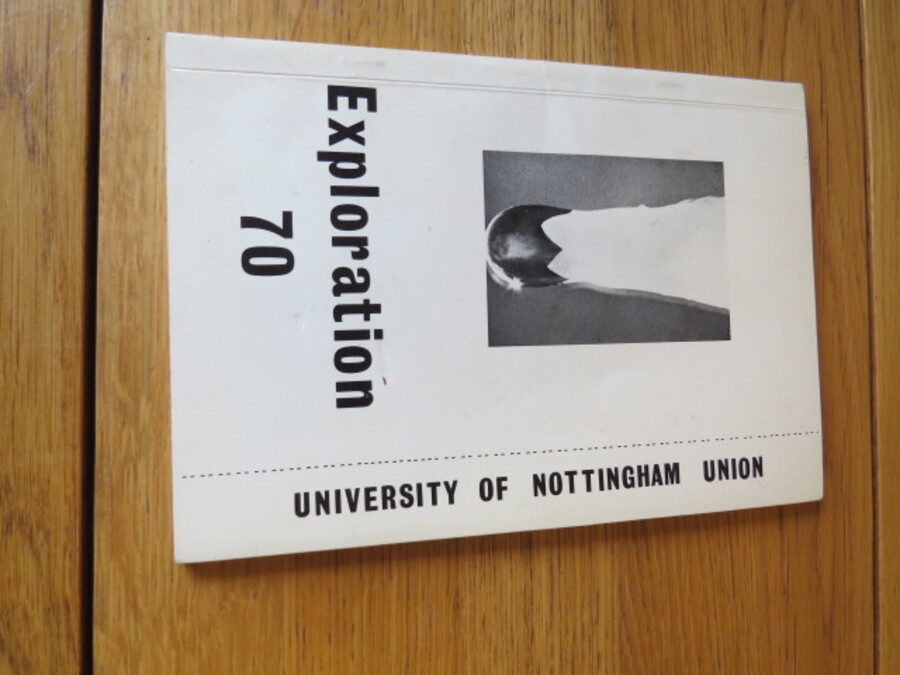 Exploration
70
UNIVERSITY OF NOTTINGHAM UNION